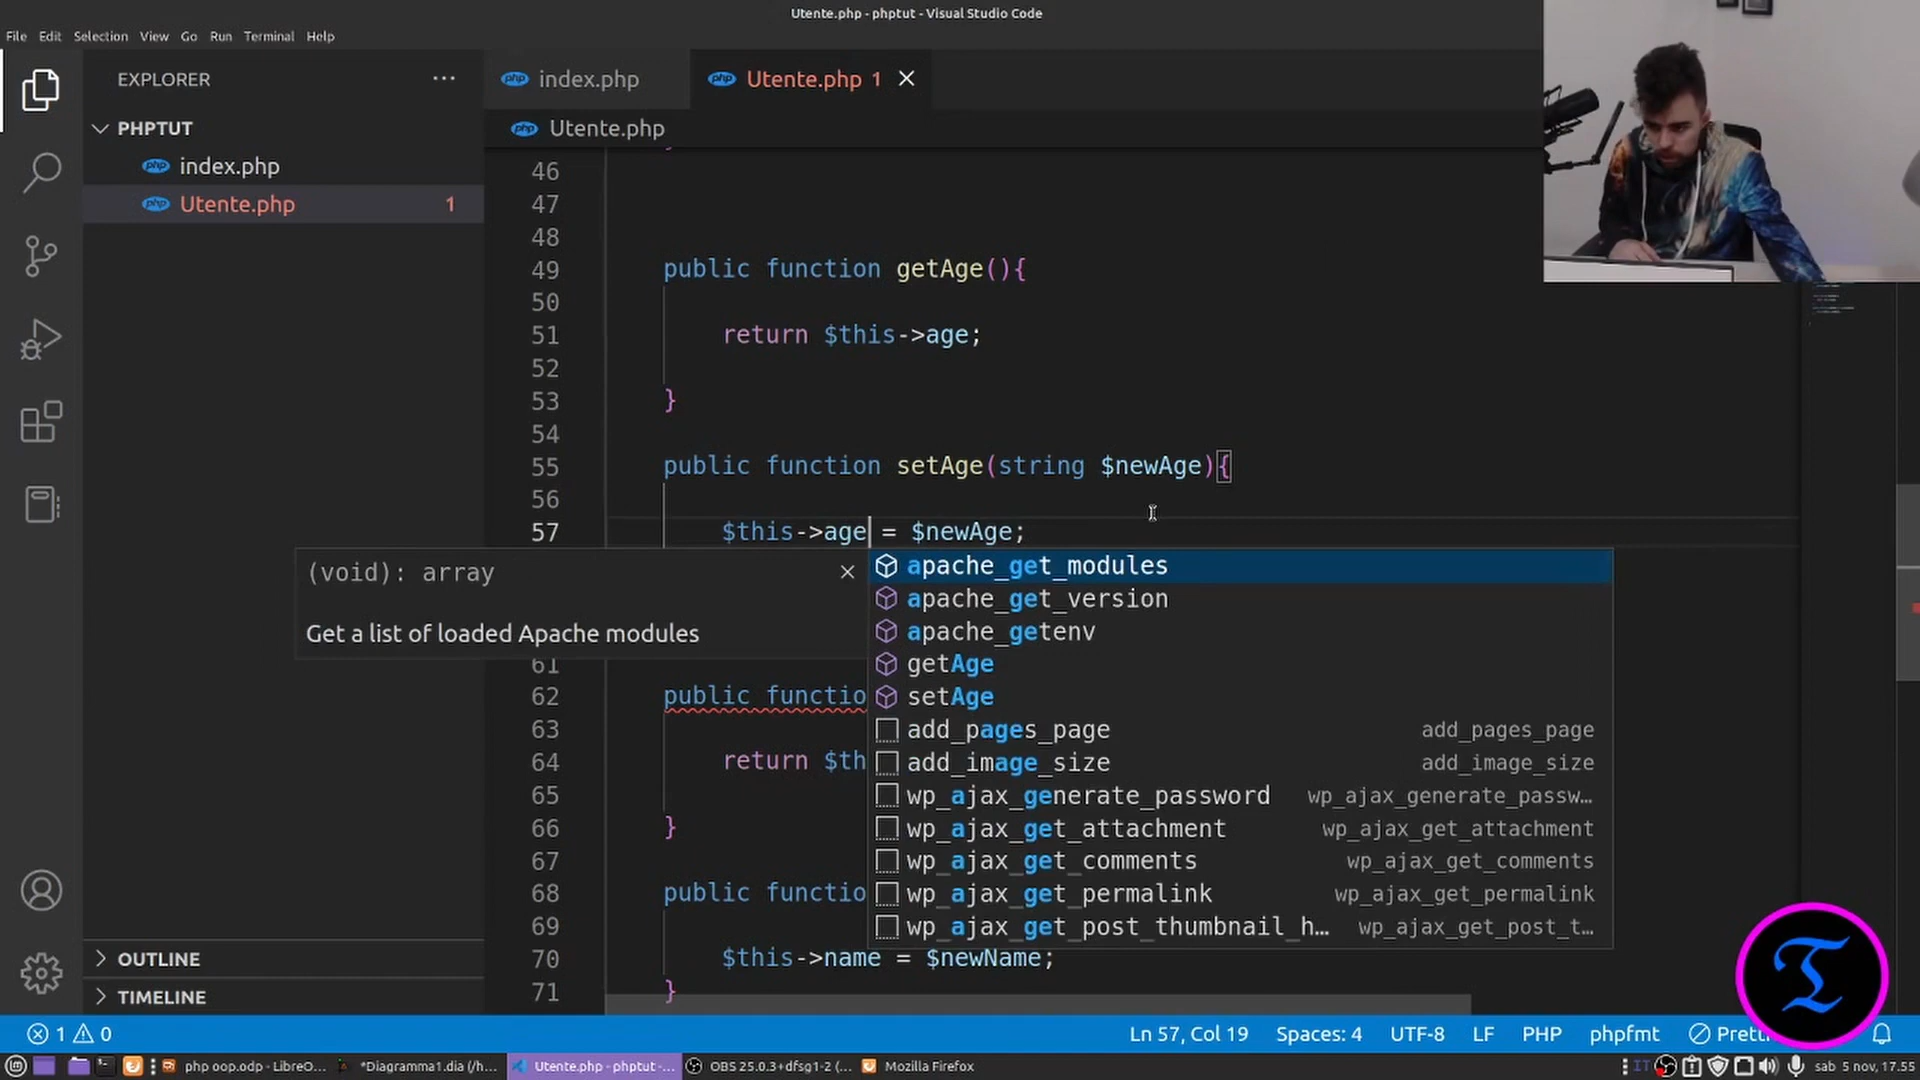 Utente.php - phptut - Visual Studio Code
File Edit Selection View Go Run Terminal Help
EXPLORER ...
PHPTUT
index.php
Utente.php 1
OUTLINE
TIMELINE
index.php
Utente.php 1
Utente.php
46 }
47
48
49 public function getAge(){
50
51 return $this->age;
52
53 }
54
55 public function setAge(string $newAge){
56
57 $this->age = $newAge;
(void): array
Get a list of loaded Apache modules
apache_get_modules
apache_get_version
apache_getenv
getAge
setAge
add_pages_page add_pages_page
add_image_size add_image_size
wp_ajax_generate_password wp_ajax_generate_passw...
wp_ajax_get_attachment wp_ajax_get_attachment
wp_ajax_get_comments wp_ajax_get_comments
wp_ajax_get_permalink wp_ajax_get_permalink
wp_ajax_get_post_thumbnail_h... wp_ajax_get_post_t...
61
62 public functio
63
64 return $th
65
66 }
67
68 public functio
69
70 $this->name = $newName;
71 }
1 0
Ln 57, Col 19 Spaces: 4 UTF-8 LF PHP phpfmt Prett
php oop.odp - LibreO... *Diagramma1.dia (/h... Utente.php - phptut -... OBS 25.0.3+dfsg1-2 (... Mozilla Firefox
IT sab 5 nov, 17.55